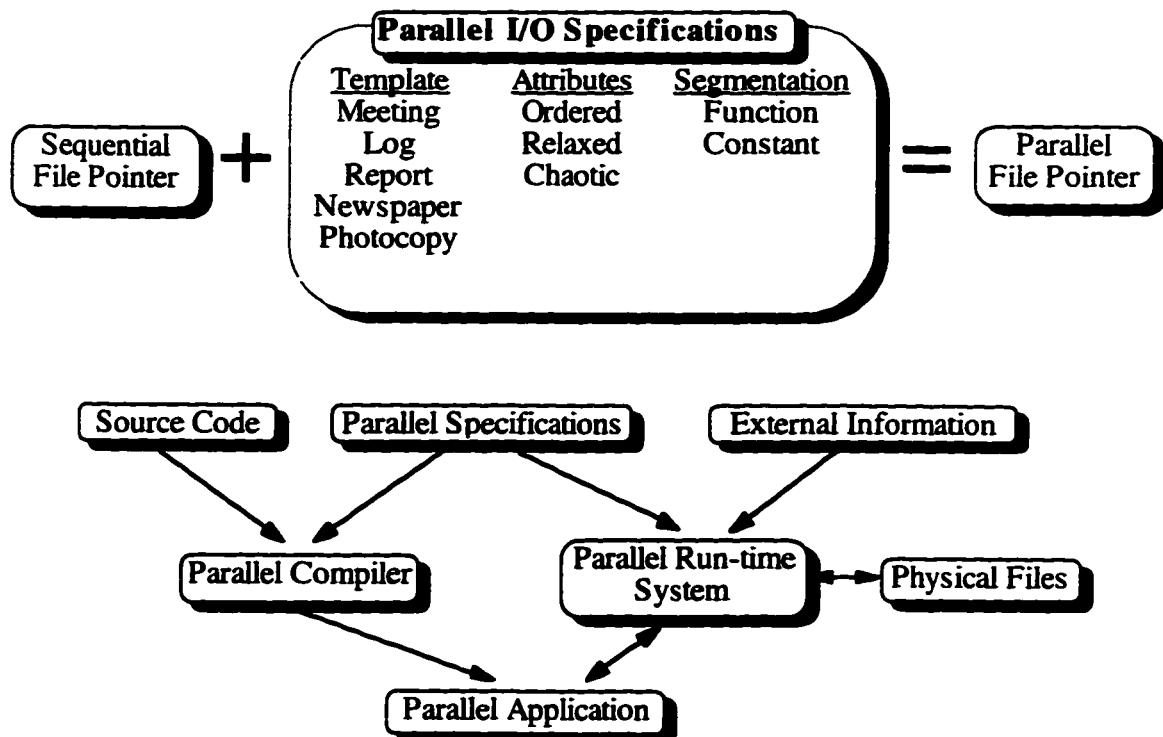 Parallel I/O Specifications
Sequential
File Pointer
+
Template
Meeting
Log
Report
Newspaper
Photocopy
Attributes
Ordered
Relaxed
Chaotic
Segmentation
Function
Constant
=
Parallel
File Pointer
Source Code
Parallel Specifications
External Information
Parallel Compiler
Parallel Run-time
System
Physical Files
Parallel Application